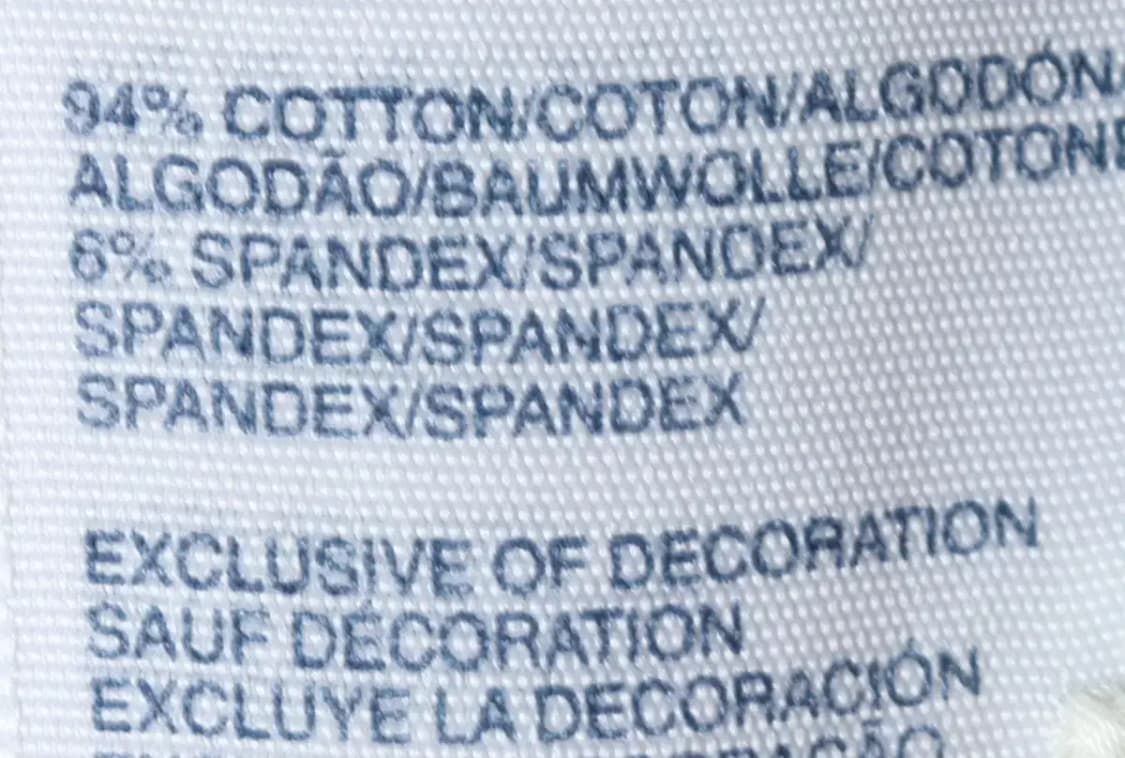 94% COTTON/COTON/ALGODÓN/
ALGODÃO/BAUMWOLLE/COTONE
6% SPANDEX/SPANDEX/
SPANDEX/SPANDEX/
SPANDEX/SPANDEX
EXCLUSIVE OF DECORATION
SAUF DÉCORATION
EXCLUYE LA DECORACIÓN